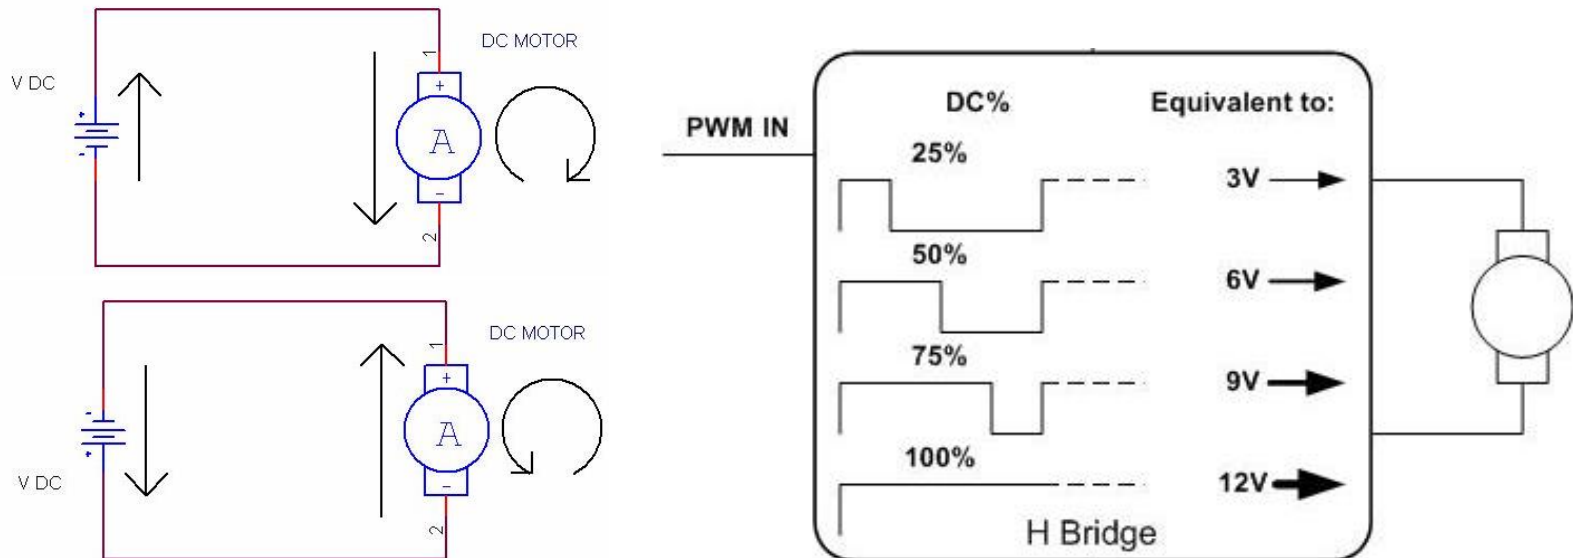 DC MOTOR
V DC
+
-
1
+
A
-
2
DC MOTOR
V DC
-
+
1
+
A
-
2
PWM IN
DC%
Equivalent to:
25%
3V
50%
6V
75%
9V
100%
12V
H Bridge